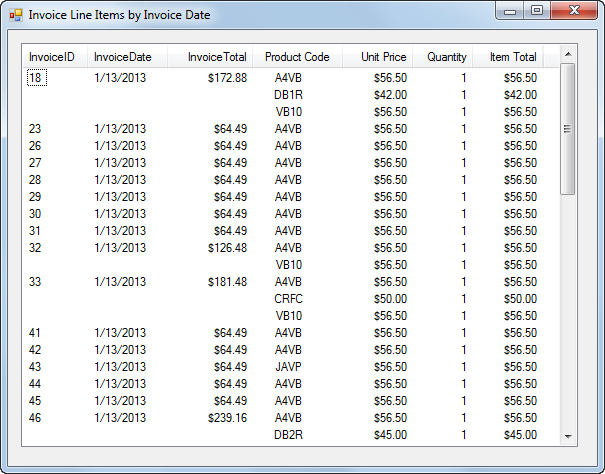 Invoice Line Items by Invoice Date
InvoiceID InvoiceDate InvoiceTotal Product Code Unit Price Quantity Item Total
18 1/13/2013 $172.88 A4VB $56.50 1 $56.50
DB1R $42.00 1 $42.00
VB10 $56.50 1 $56.50
23 1/13/2013 $64.49 A4VB $56.50 1 $56.50
26 1/13/2013 $64.49 A4VB $56.50 1 $56.50
27 1/13/2013 $64.49 A4VB $56.50 1 $56.50
28 1/13/2013 $64.49 A4VB $56.50 1 $56.50
29 1/13/2013 $64.49 A4VB $56.50 1 $56.50
30 1/13/2013 $64.49 A4VB $56.50 1 $56.50
31 1/13/2013 $64.49 A4VB $56.50 1 $56.50
32 1/13/2013 $126.48 A4VB $56.50 1 $56.50
VB10 $56.50 1 $56.50
33 1/13/2013 $181.48 A4VB $56.50 1 $56.50
CRFC $50.00 1 $50.00
VB10 $56.50 1 $56.50
41 1/13/2013 $64.49 A4VB $56.50 1 $56.50
42 1/13/2013 $64.49 A4VB $56.50 1 $56.50
43 1/13/2013 $64.49 JAVP $56.50 1 $56.50
44 1/13/2013 $64.49 A4VB $56.50 1 $56.50
45 1/13/2013 $64.49 A4VB $56.50 1 $56.50
46 1/13/2013 $239.16 A4VB $56.50 1 $56.50
DB2R $45.00 1 $45.00